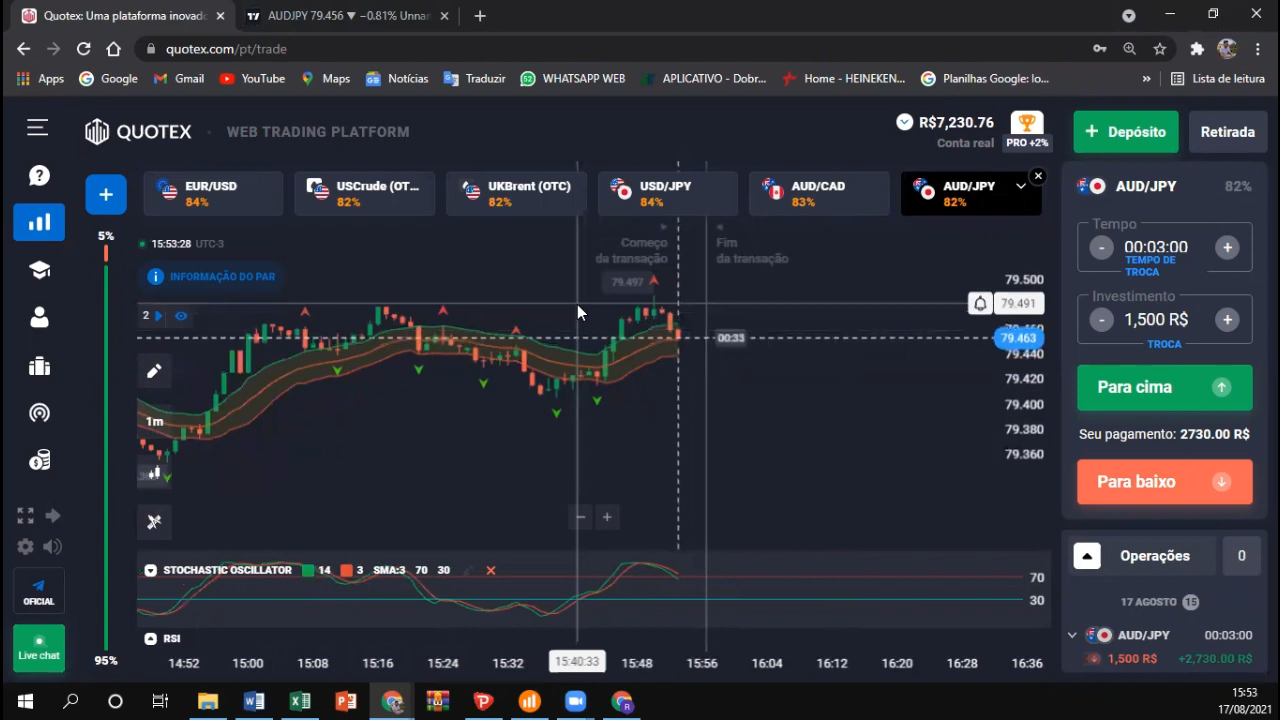 Quotex: Uma plataforma inovado
AUDJPY 79.456 ▼ −0.81% Unnan
quotex.com/pt/trade
Apps
Google
Gmail
YouTube
Maps
Notícias
Traduzir
WHATSAPP WEB
APLICATIVO - Dobr...
Home - HEINEKEN...
Planilhas Google: lo...
»
Lista de leitura
QUOTEX
WEB TRADING PLATFORM
R$7,230.76
Conta real
PRO +2%
+ Depósito
Retirada
EUR/USD
84%
USCrude (OT...
82%
UKBrent (OTC)
82%
USD/JPY
84%
AUD/CAD
83%
AUD/JPY
82%
AUD/JPY 82%
5%
15:53:28 UTC-3
Começo
da transação
Fim
da transação
INFORMAÇÃO DO PAR
79.497
2
1m
00:33
79.500
79.491
79.463
79.440
79.420
79.400
79.380
79.360
Tempo
- 00:03:00 +
TEMPO DE
TROCA
Investimento
- 1,500 R$ +
TROCA
Para cima
Seu pagamento: 2730.00 R$
Para baixo
Operações 0
17 AGOSTO 15
AUD/JPY 00:03:00
1,500 R$ +2,730.00 R$
STOCHASTIC OSCILLATOR 14 3 SMA:3 70 30
70
30
RSI
OFICIAL
Live chat
95%
14:52 15:00 15:08 15:16 15:24 15:32 15:40:33 15:48 15:56 16:04 16:12 16:20 16:28 16:36
15:53
17/08/2021